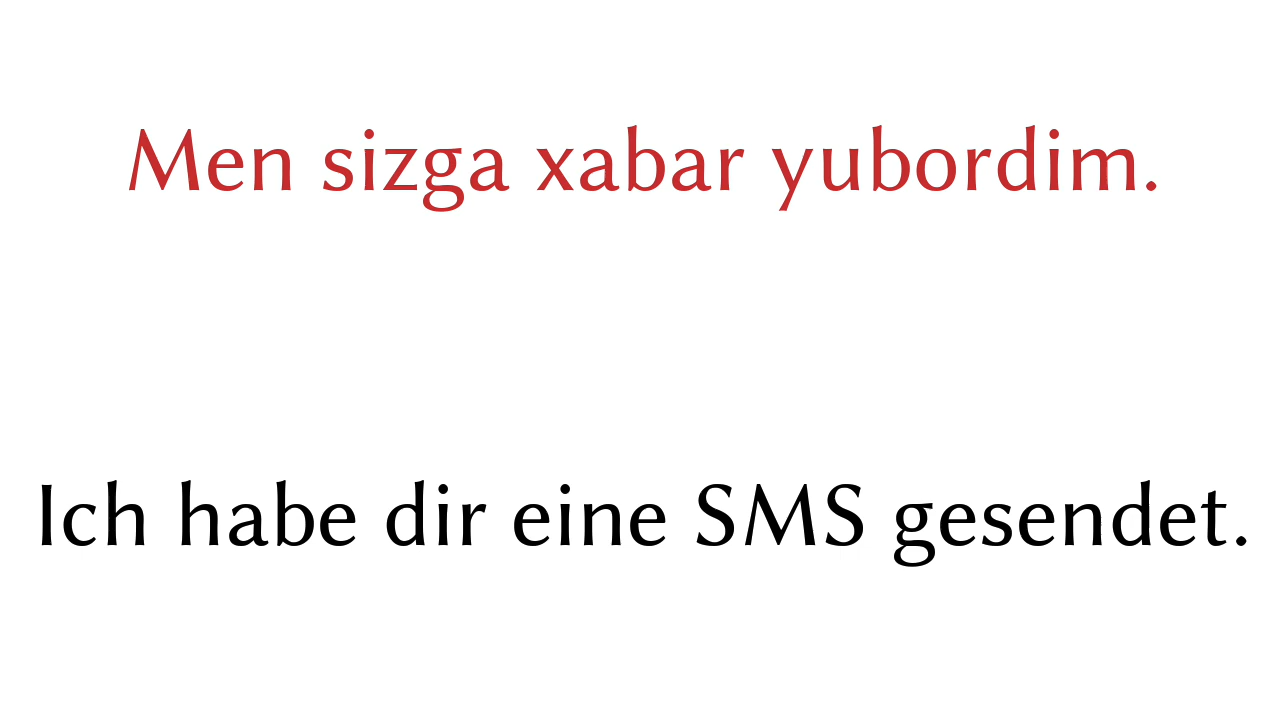 Men sizga xabar yubordim.
Ich habe dir eine SMS gesendet.